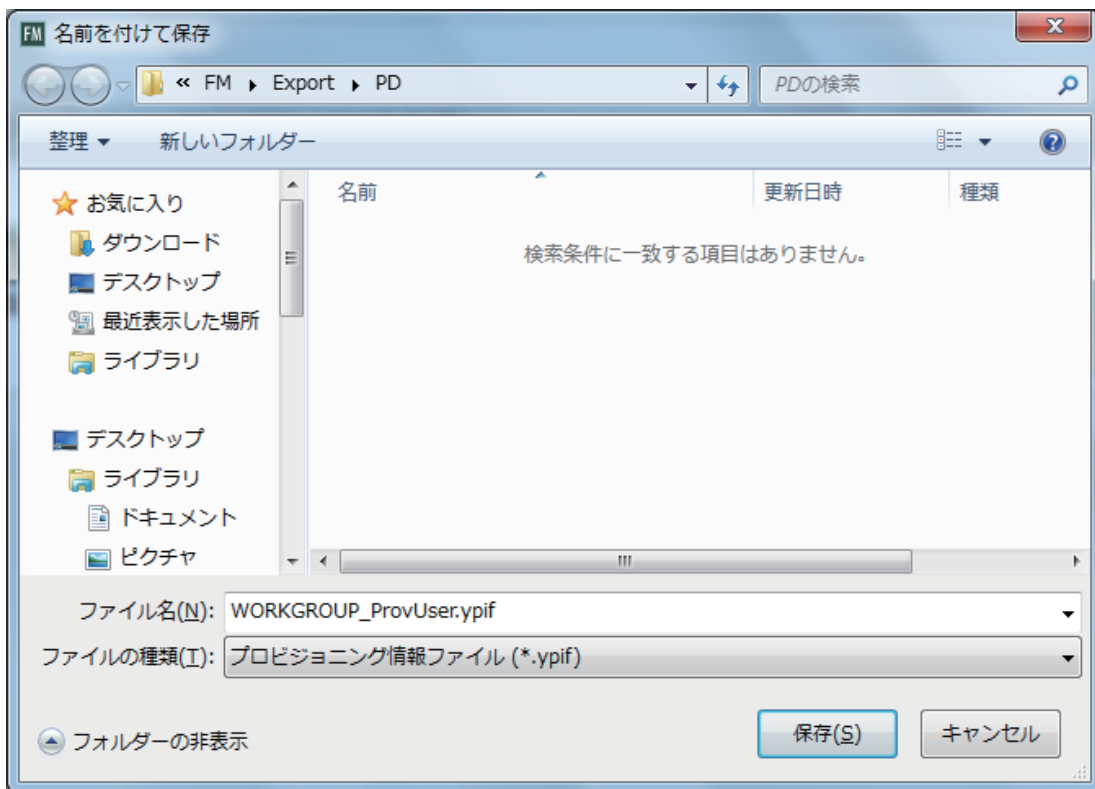 FM 名前を付けて保存
« FM ▸ Export ▸ PD
PDの検索
整理 ▼ 新しいフォルダー
名前 更新日時 種類
検索条件に一致する項目はありません。
お気に入り
ダウンロード
デスクトップ
最近表示した場所
ライブラリ
デスクトップ
ライブラリ
ドキュメント
ピクチャ
ファイル名(N): WORKGROUP_ProvUser.ypif
ファイルの種類(T): プロビジョニング情報ファイル (*.ypif)
フォルダーの非表示
保存(S) キャンセル